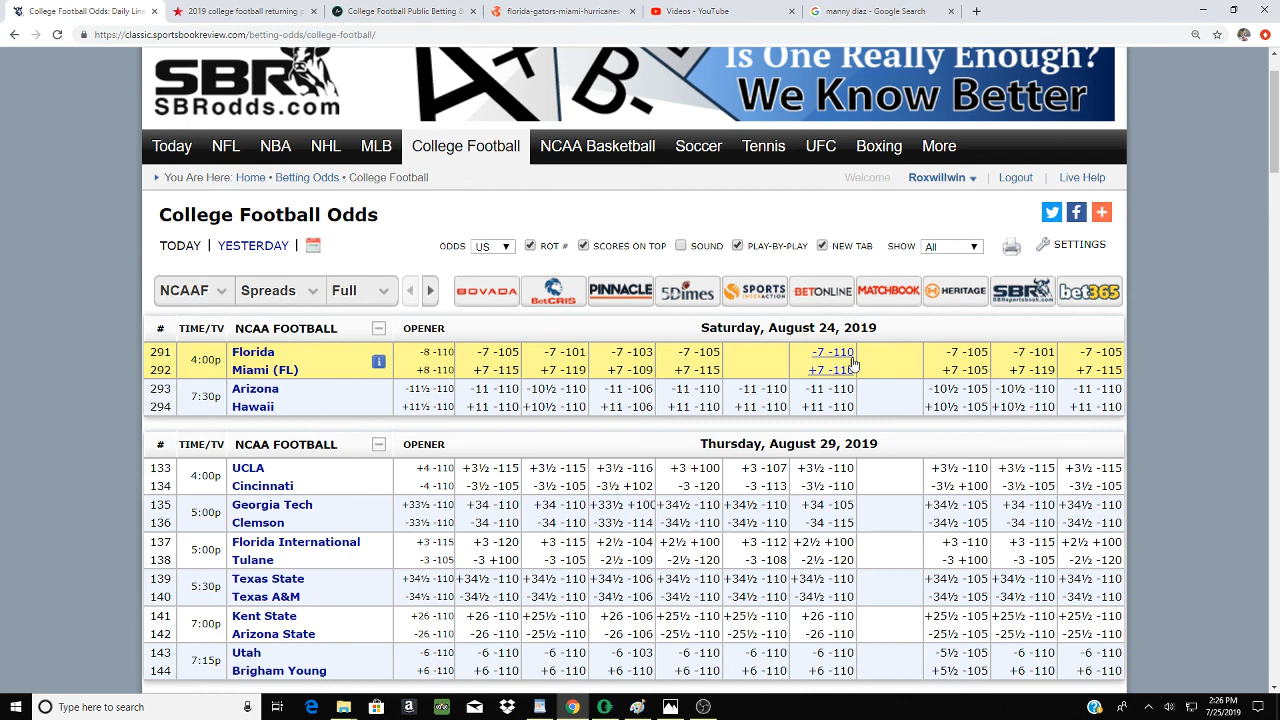 College Football Odds: Daily Line
2019 college football returning p
College Football Public Betting &
florida-gators-miami-hurricanes-
Videos - YouTube
manny diaz - Google Search
https://classic.sportsbookreview.com/betting-odds/college-football/
SBR
SBRodds.com
A+
B-
Is One Really Enough?
We Know Better
Today NFL NBA NHL MLB College Football NCAA Basketball Soccer Tennis UFC Boxing More
You Are Here: Home • Betting Odds • College Football
Welcome Roxwillwin | Logout | Live Help
College Football Odds
TODAY | YESTERDAY |
ODDS US ROT # SCORES ON TOP SOUND PLAY-BY-PLAY NEW TAB SHOW All SETTINGS
NCAAF Spreads Full BOVADA BETCRIS PINNACLE 5Dimes SPORTS INTERACTION BETONLINE MATCHBOOK HERITAGE SBR SBRsportsbook.com bet365
# TIME/TV NCAA FOOTBALL OPENER Saturday, August 24, 2019
291 Florida -8 -110 -7 -105 -7 -101 -7 -103 -7 -105 -7 -110 -7 -105 -7 -101 -7 -105
4:00p
292 Miami (FL) +8 -110 +7 -115 +7 -119 +7 -109 +7 -115 +7 -110 +7 -105 +7 -119 +7 -115
293 Arizona -11½ -110 -11 -110 -10½ -110 -11 -106 -11 -110 -11 -110 -11 -110 -10½ -105 -10½ -110 -11 -110
7:30p
294 Hawaii +11½ -110 +11 -110 +10½ -110 +11 -106 +11 -110 +11 -110 +11 -110 +10½ -105 +10½ -110 +11 -110
# TIME/TV NCAA FOOTBALL OPENER Thursday, August 29, 2019
133 UCLA +4 -110 +3½ -115 +3½ -115 +3½ -116 +3 +100 +3 -107 +3½ -110 +3½ -110 +3½ -115 +3½ -115
4:00p
134 Cincinnati -4 -110 -3½ -105 -3½ -105 -3½ +102 -3 -120 -3 -113 -3½ -110 -3½ +100 -3½ -105 -3½ -105
135 Georgia Tech +33½ -110 +34 -110 +34 -110 +33½ +100 +34½ -110 +34½ -110 +34 -105 +34½ -105 +34 -110 +34½ -110
5:00p
136 Clemson -33½ -110 -34 -110 -34 -110 -33½ -114 -34½ -110 -34½ -110 -34 -115 -34½ -105 -34 -110 -34½ -110
137 Florida International +3 -115 +3 -120 +3 -115 +2½ -104 +2½ +100 +3 -112 +2½ +100 +3 -110 +3 -115 +2½ +100
5:00p
138 Tulane -3 -105 -3 +100 -3 -105 -2½ -109 -2½ -120 -3 -108 -2½ -120 -3 +100 -3 -105 -2½ -120
139 Texas State +34½ -110 +34½ -110 +34½ -110 +34½ -106 +34½ -110 +34½ -110 +34½ -110 +34½ -105 +34½ -110 +34½ -110
5:30p
140 Texas A&M -34½ -110 -34½ -110 -34½ -110 -34½ -106 -34½ -110 -34½ -110 -34½ -110 -34½ -105 -34½ -110 -34½ -110
141 Kent State +26 -110 +26 -110 +25½ -110 +26 -106 +25½ -110 +25½ -110 +26 -110 +25½ -105 +25½ -110 +25½ -110
7:00p
142 Arizona State -26 -110 -26 -110 -25½ -110 -26 -106 -25½ -110 -25½ -110 -26 -110 -25½ -105 -25½ -110 -25½ -110
143 Utah -6 -110 -6 -110 -6 -110 -6 -103 -6 -110 -6 -110 -6 -110 -5½ -105 -6 -110 -6 -110
7:15p
144 Brigham Young +6 -110 +6 -110 +6 -110 +6 -109 +6 -110 +6 -110 +6 -110 +5½ -105 +6 -110 +6 -110
Type here to search
2:26 PM
7/25/2019